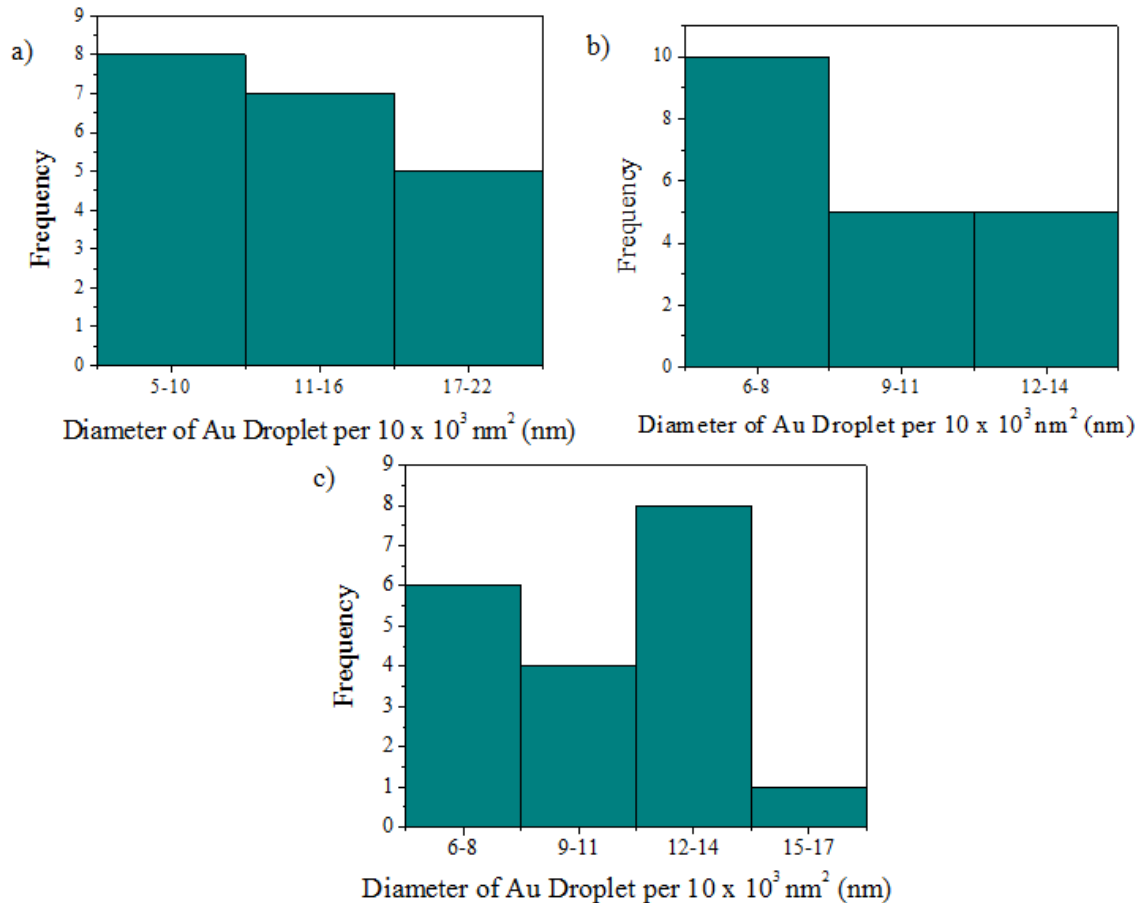 a)
9
8
7
6
5
4
3
2
1
0
Frequency
5-10 11-16 17-22
Diameter of Au Droplet per 10 x 10³ nm² (nm)
b)
10
8
6
4
2
0
Frequency
6-8 9-11 12-14
Diameter of Au Droplet per 10 x 10³ nm² (nm)
c)
9
8
7
6
5
4
3
2
1
0
Frequency
6-8 9-11 12-14 15-17
Diameter of Au Droplet per 10 x 10³ nm² (nm)